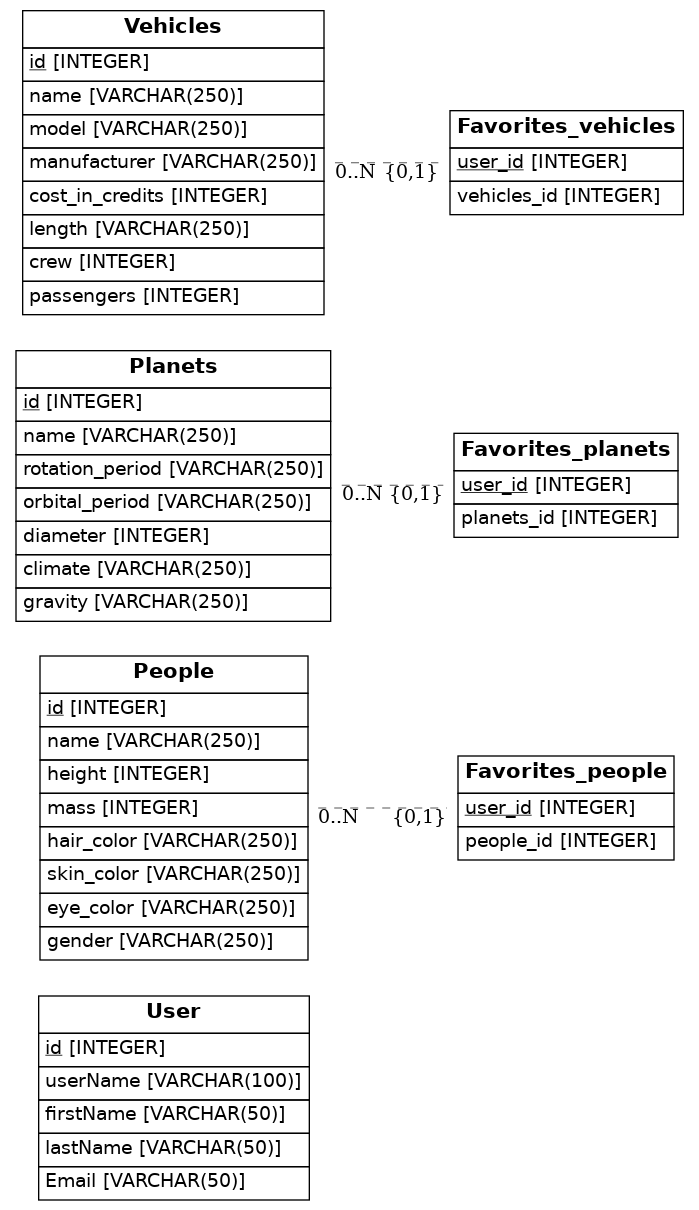 Vehicles
id [INTEGER]
name [VARCHAR(250)]
model [VARCHAR(250)]
manufacturer [VARCHAR(250)]
cost_in_credits [INTEGER]
length [VARCHAR(250)]
crew [INTEGER]
passengers [INTEGER]
0..N {0,1}
Favorites_vehicles
user_id [INTEGER]
vehicles_id [INTEGER]
Planets
id [INTEGER]
name [VARCHAR(250)]
rotation_period [VARCHAR(250)]
orbital_period [VARCHAR(250)]
diameter [INTEGER]
climate [VARCHAR(250)]
gravity [VARCHAR(250)]
0..N {0,1}
Favorites_planets
user_id [INTEGER]
planets_id [INTEGER]
People
id [INTEGER]
name [VARCHAR(250)]
height [INTEGER]
mass [INTEGER]
hair_color [VARCHAR(250)]
skin_color [VARCHAR(250)]
eye_color [VARCHAR(250)]
gender [VARCHAR(250)]
0..N {0,1}
Favorites_people
user_id [INTEGER]
people_id [INTEGER]
User
id [INTEGER]
userName [VARCHAR(100)]
firstName [VARCHAR(50)]
lastName [VARCHAR(50)]
Email [VARCHAR(50)]